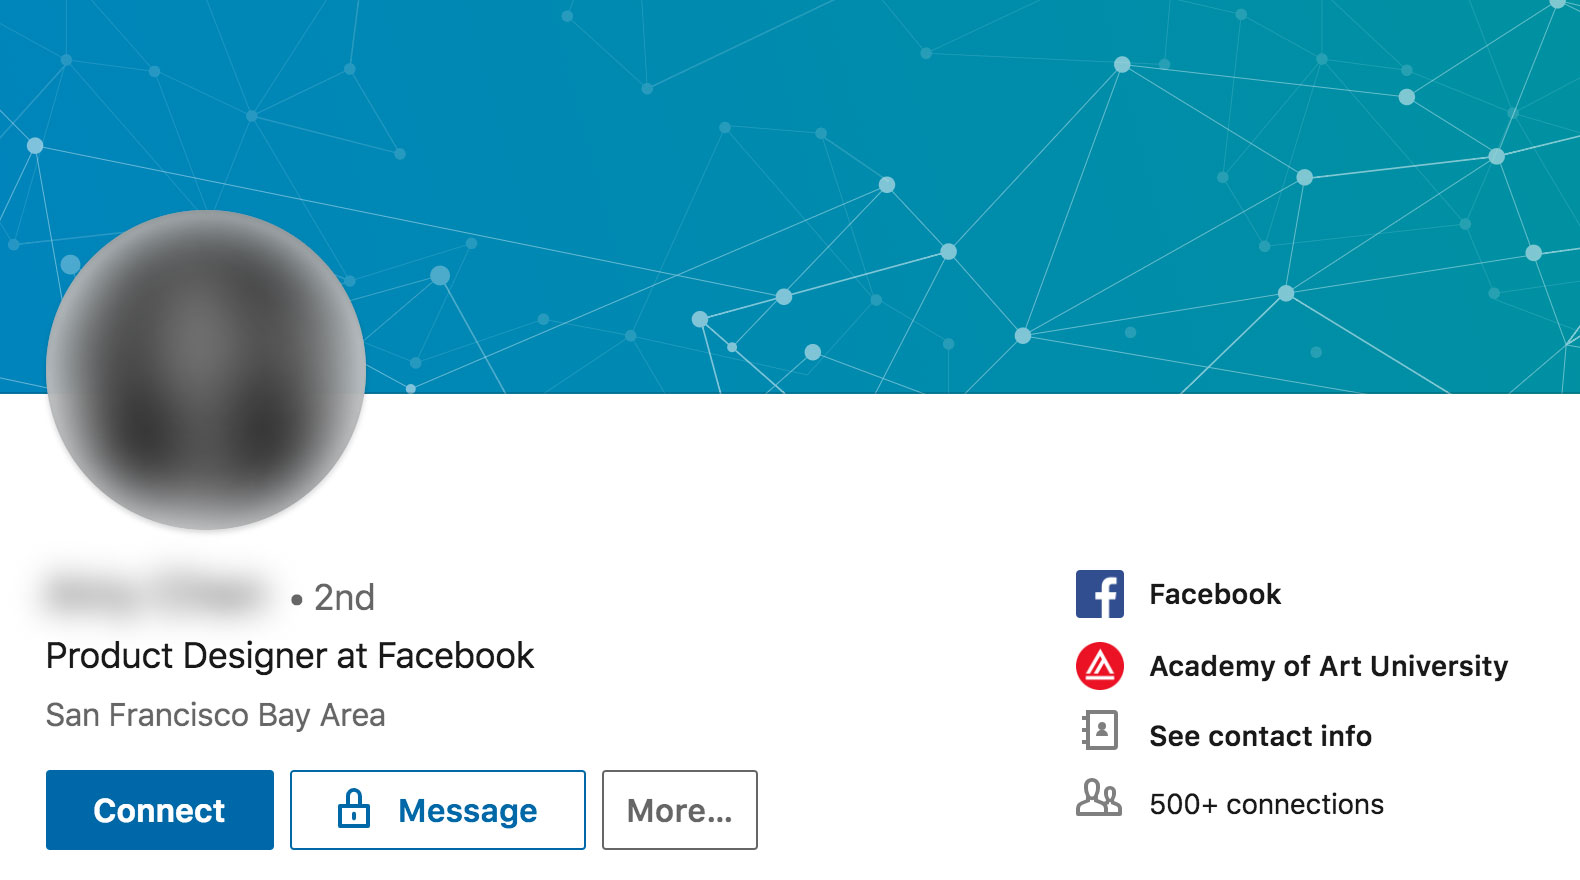 • 2nd
Product Designer at Facebook
San Francisco Bay Area
Connect
Message
More...
Facebook
Academy of Art University
See contact info
500+ connections